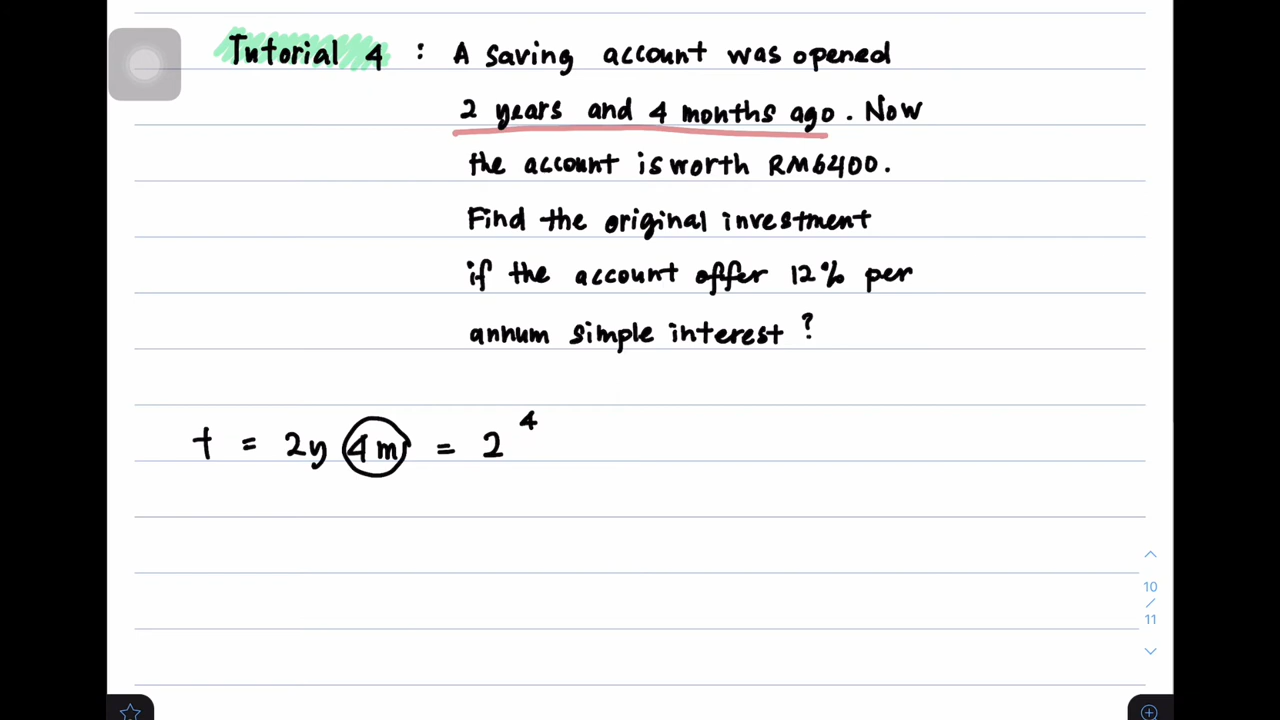 Tutorial 4 : A saving account was opened
2 years and 4 months ago. Now
the account is worth RM6400.
Find the original investment
if the account offer 12% per
annum simple interest ?
t = 2y 4m = 2 4
10
/
11